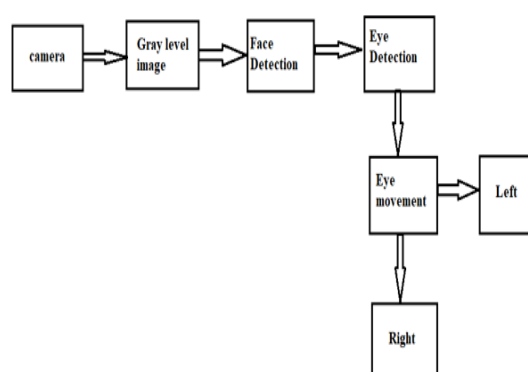 camera
Gray level
image
Face
Detection
Eye
Detection
Eye
movement
Left
Right